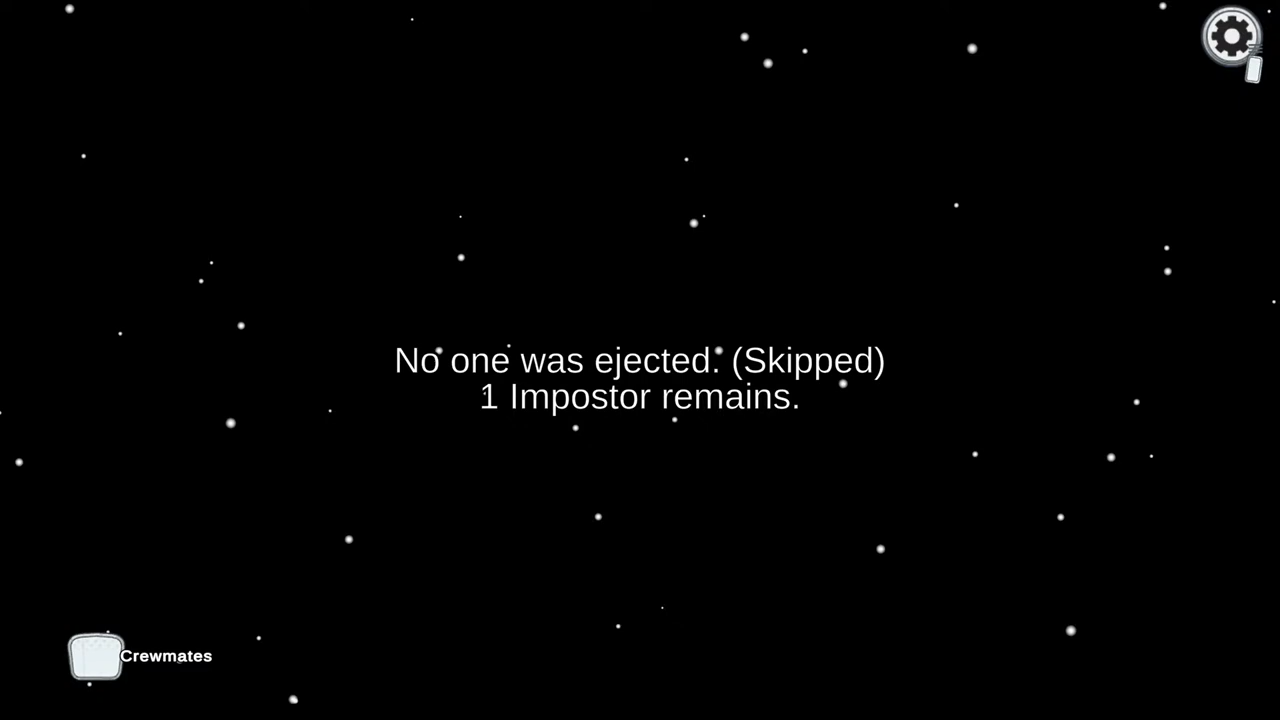 No one was ejected. (Skipped)
1 Impostor remains.
Crewmates